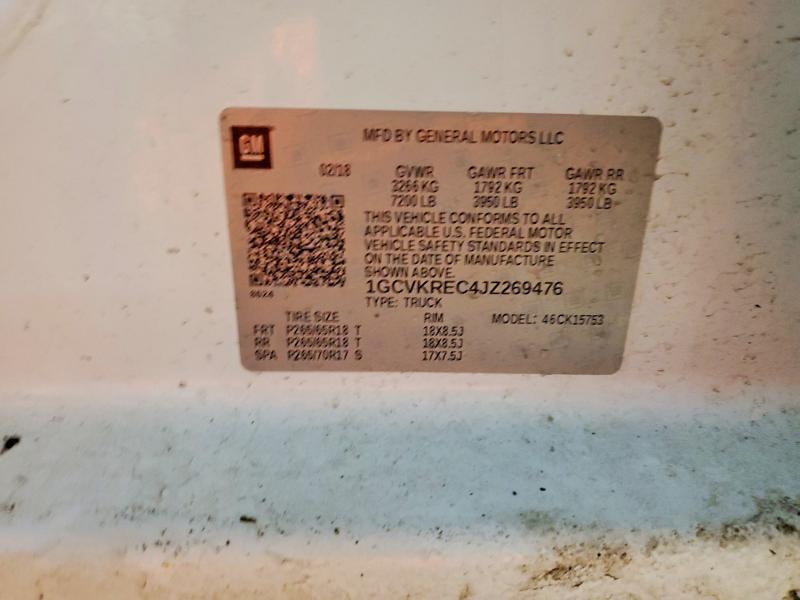 GM
MFD BY GENERAL MOTORS LLC
02/18 GVWR GAWR FRT GAWR RR
3266 KG 1792 KG 1792 KG
7200 LB 3950 LB 3950 LB
THIS VEHICLE CONFORMS TO ALL
APPLICABLE U.S. FEDERAL MOTOR
VEHICLE SAFETY STANDARDS IN EFFECT
ON THE DATE OF MANUFACTURE
SHOWN ABOVE.
1GCVKREC4JZ269476
TYPE: TRUCK
TIRE SIZE RIM MODEL: 46CK15753
FRT P265/65R18 T 18X8.5J
RR P265/65R18 T 18X8.5J
SPA P265/70R17 S 17X7.5J